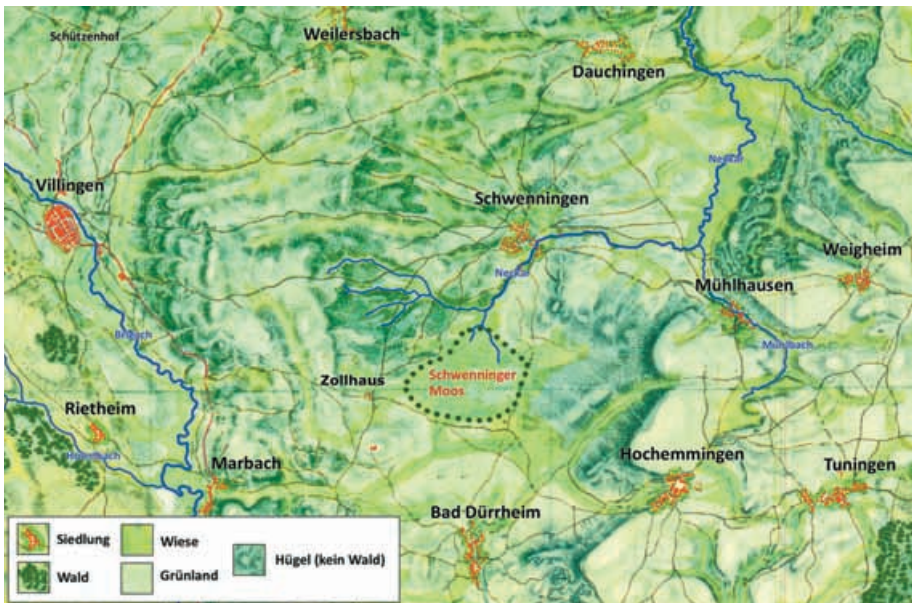 Schützenhof
Weilersbach
Dauchingen
Neckar
Villingen
Schwenningen
Neckar
Weigheim
Mühlhausen
Brigach
Mühlbach
Zollhaus
Schwenninger
Moos
Rietheim
Marbach
Hochemmingen
Tuningen
Bad Dürrheim
Siedlung
Wiese
Hügel (kein Wald)
Wald
Grünland